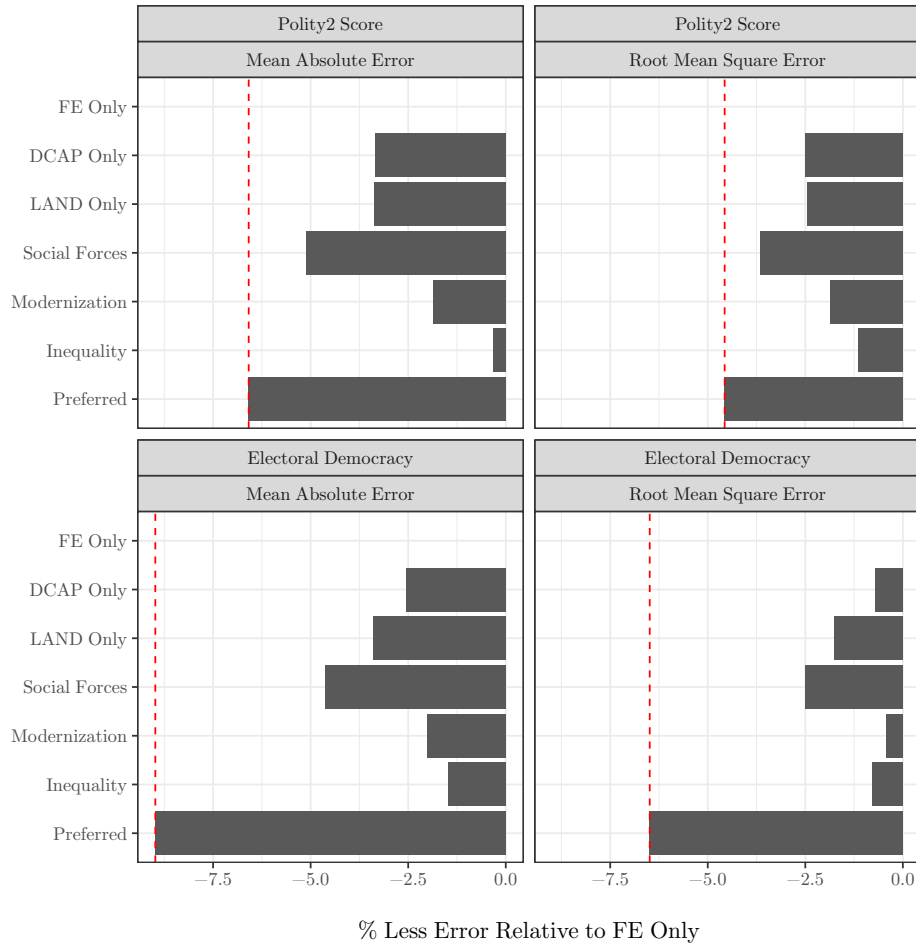 Polity2 Score
Polity2 Score
Mean Absolute Error
Root Mean Square Error
FE Only
DCAP Only
LAND Only
Social Forces
Modernization
Inequality
Preferred
Electoral Democracy
Electoral Democracy
Mean Absolute Error
Root Mean Square Error
FE Only
DCAP Only
LAND Only
Social Forces
Modernization
Inequality
Preferred
−7.5 −5.0 −2.5 0.0
−7.5 −5.0 −2.5 0.0
% Less Error Relative to FE Only